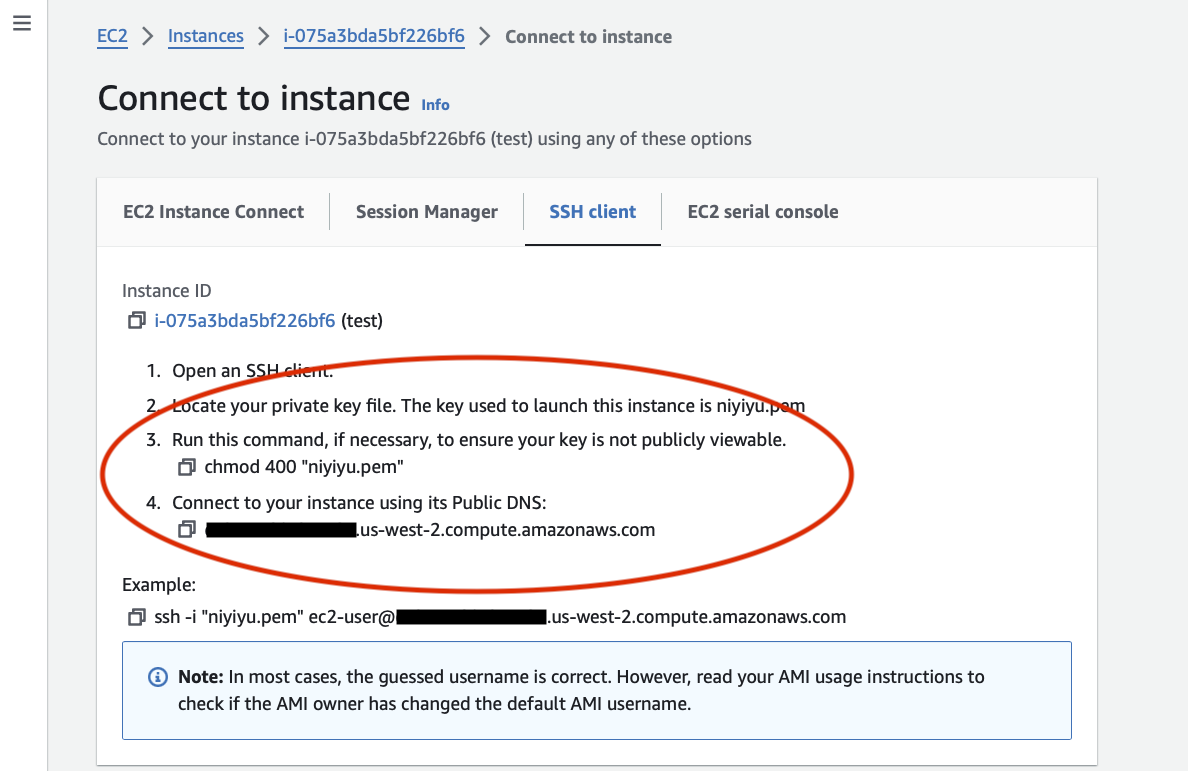 EC2 > Instances > i-075a3bda5bf226bf6 > Connect to instance
Connect to instance Info
Connect to your instance i-075a3bda5bf226bf6 (test) using any of these options
EC2 Instance Connect
Session Manager
SSH client
EC2 serial console
Instance ID
i-075a3bda5bf226bf6 (test)
1. Open an SSH client.
2. Locate your private key file. The key used to launch this instance is niyiyu.pem
3. Run this command, if necessary, to ensure your key is not publicly viewable.
chmod 400 "niyiyu.pem"
4. Connect to your instance using its Public DNS:
.us-west-2.compute.amazonaws.com
Example:
ssh -i "niyiyu.pem" ec2-user@ .us-west-2.compute.amazonaws.com
Note: In most cases, the guessed username is correct. However, read your AMI usage instructions to
check if the AMI owner has changed the default AMI username.